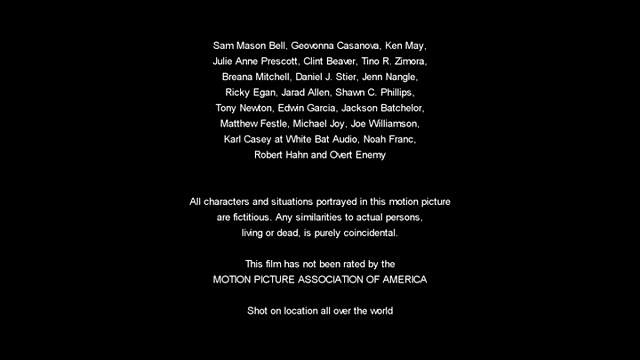 Sam Mason Bell, Geovonna Casanova, Ken May,
Julie Anne Prescott, Clint Beaver, Tino R. Zimora,
Breana Mitchell, Daniel J. Stier, Jenn Nangle,
Ricky Egan, Jarad Allen, Shawn C. Phillips,
Tony Newton, Edwin Garcia, Jackson Batchelor,
Matthew Festle, Michael Joy, Joe Williamson,
Karl Casey at White Bat Audio, Noah Franc,
Robert Hahn and Overt Enemy
All characters and situations portrayed in this motion picture
are fictitious. Any similarities to actual persons,
living or dead, is purely coincidental.
This film has not been rated by the
MOTION PICTURE ASSOCIATION OF AMERICA
Shot on location all over the world